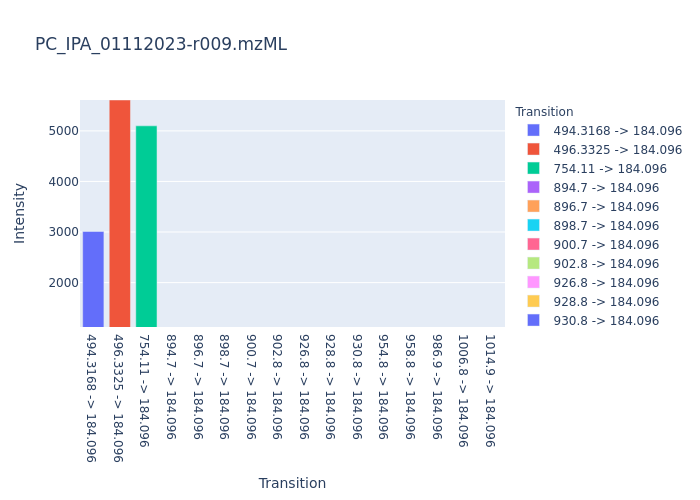 PC_IPA_01112023-r009.mzML
Intensity
5000
4000
3000
2000
494.3168 -> 184.096
496.3325 -> 184.096
754.11 -> 184.096
894.7 -> 184.096
896.7 -> 184.096
898.7 -> 184.096
900.7 -> 184.096
902.8 -> 184.096
926.8 -> 184.096
928.8 -> 184.096
930.8 -> 184.096
954.8 -> 184.096
958.8 -> 184.096
986.9 -> 184.096
1006.8 -> 184.096
1014.9 -> 184.096
Transition
Transition
494.3168 -> 184.096
496.3325 -> 184.096
754.11 -> 184.096
894.7 -> 184.096
896.7 -> 184.096
898.7 -> 184.096
900.7 -> 184.096
902.8 -> 184.096
926.8 -> 184.096
928.8 -> 184.096
930.8 -> 184.096